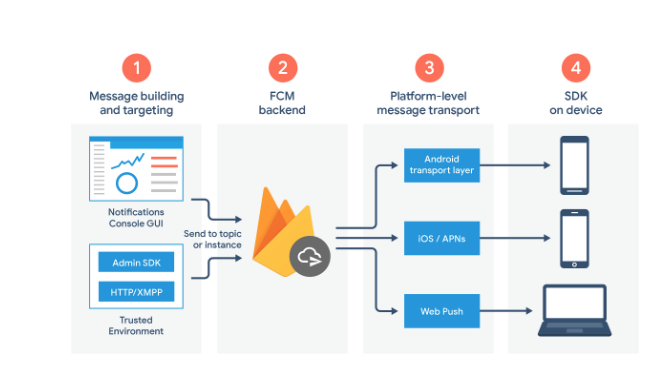 1
Message building
and targeting
2
FCM
backend
3
Platform-level
message transport
4
SDK
on device
Notifications
Console GUI
Send to topic
or instance
Admin SDK
HTTP/XMPP
Trusted
Environment
Android
transport layer
iOS / APNs
Web Push